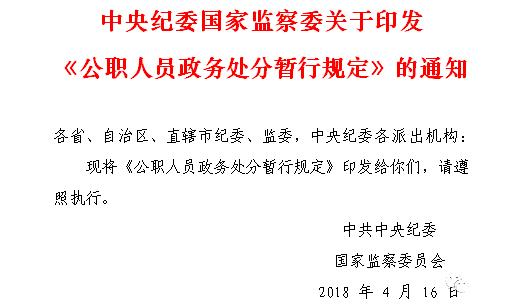 中央纪委国家监察委关于印发
《公职人员政务处分暂行规定》的通知
各省、自治区、直辖市纪委、监委，中央纪委各派出机构：
现将《公职人员政务处分暂行规定》印发给你们，请遵
照执行。
中共中央纪委
国家监察委员会
2018 年 4 月 16 日